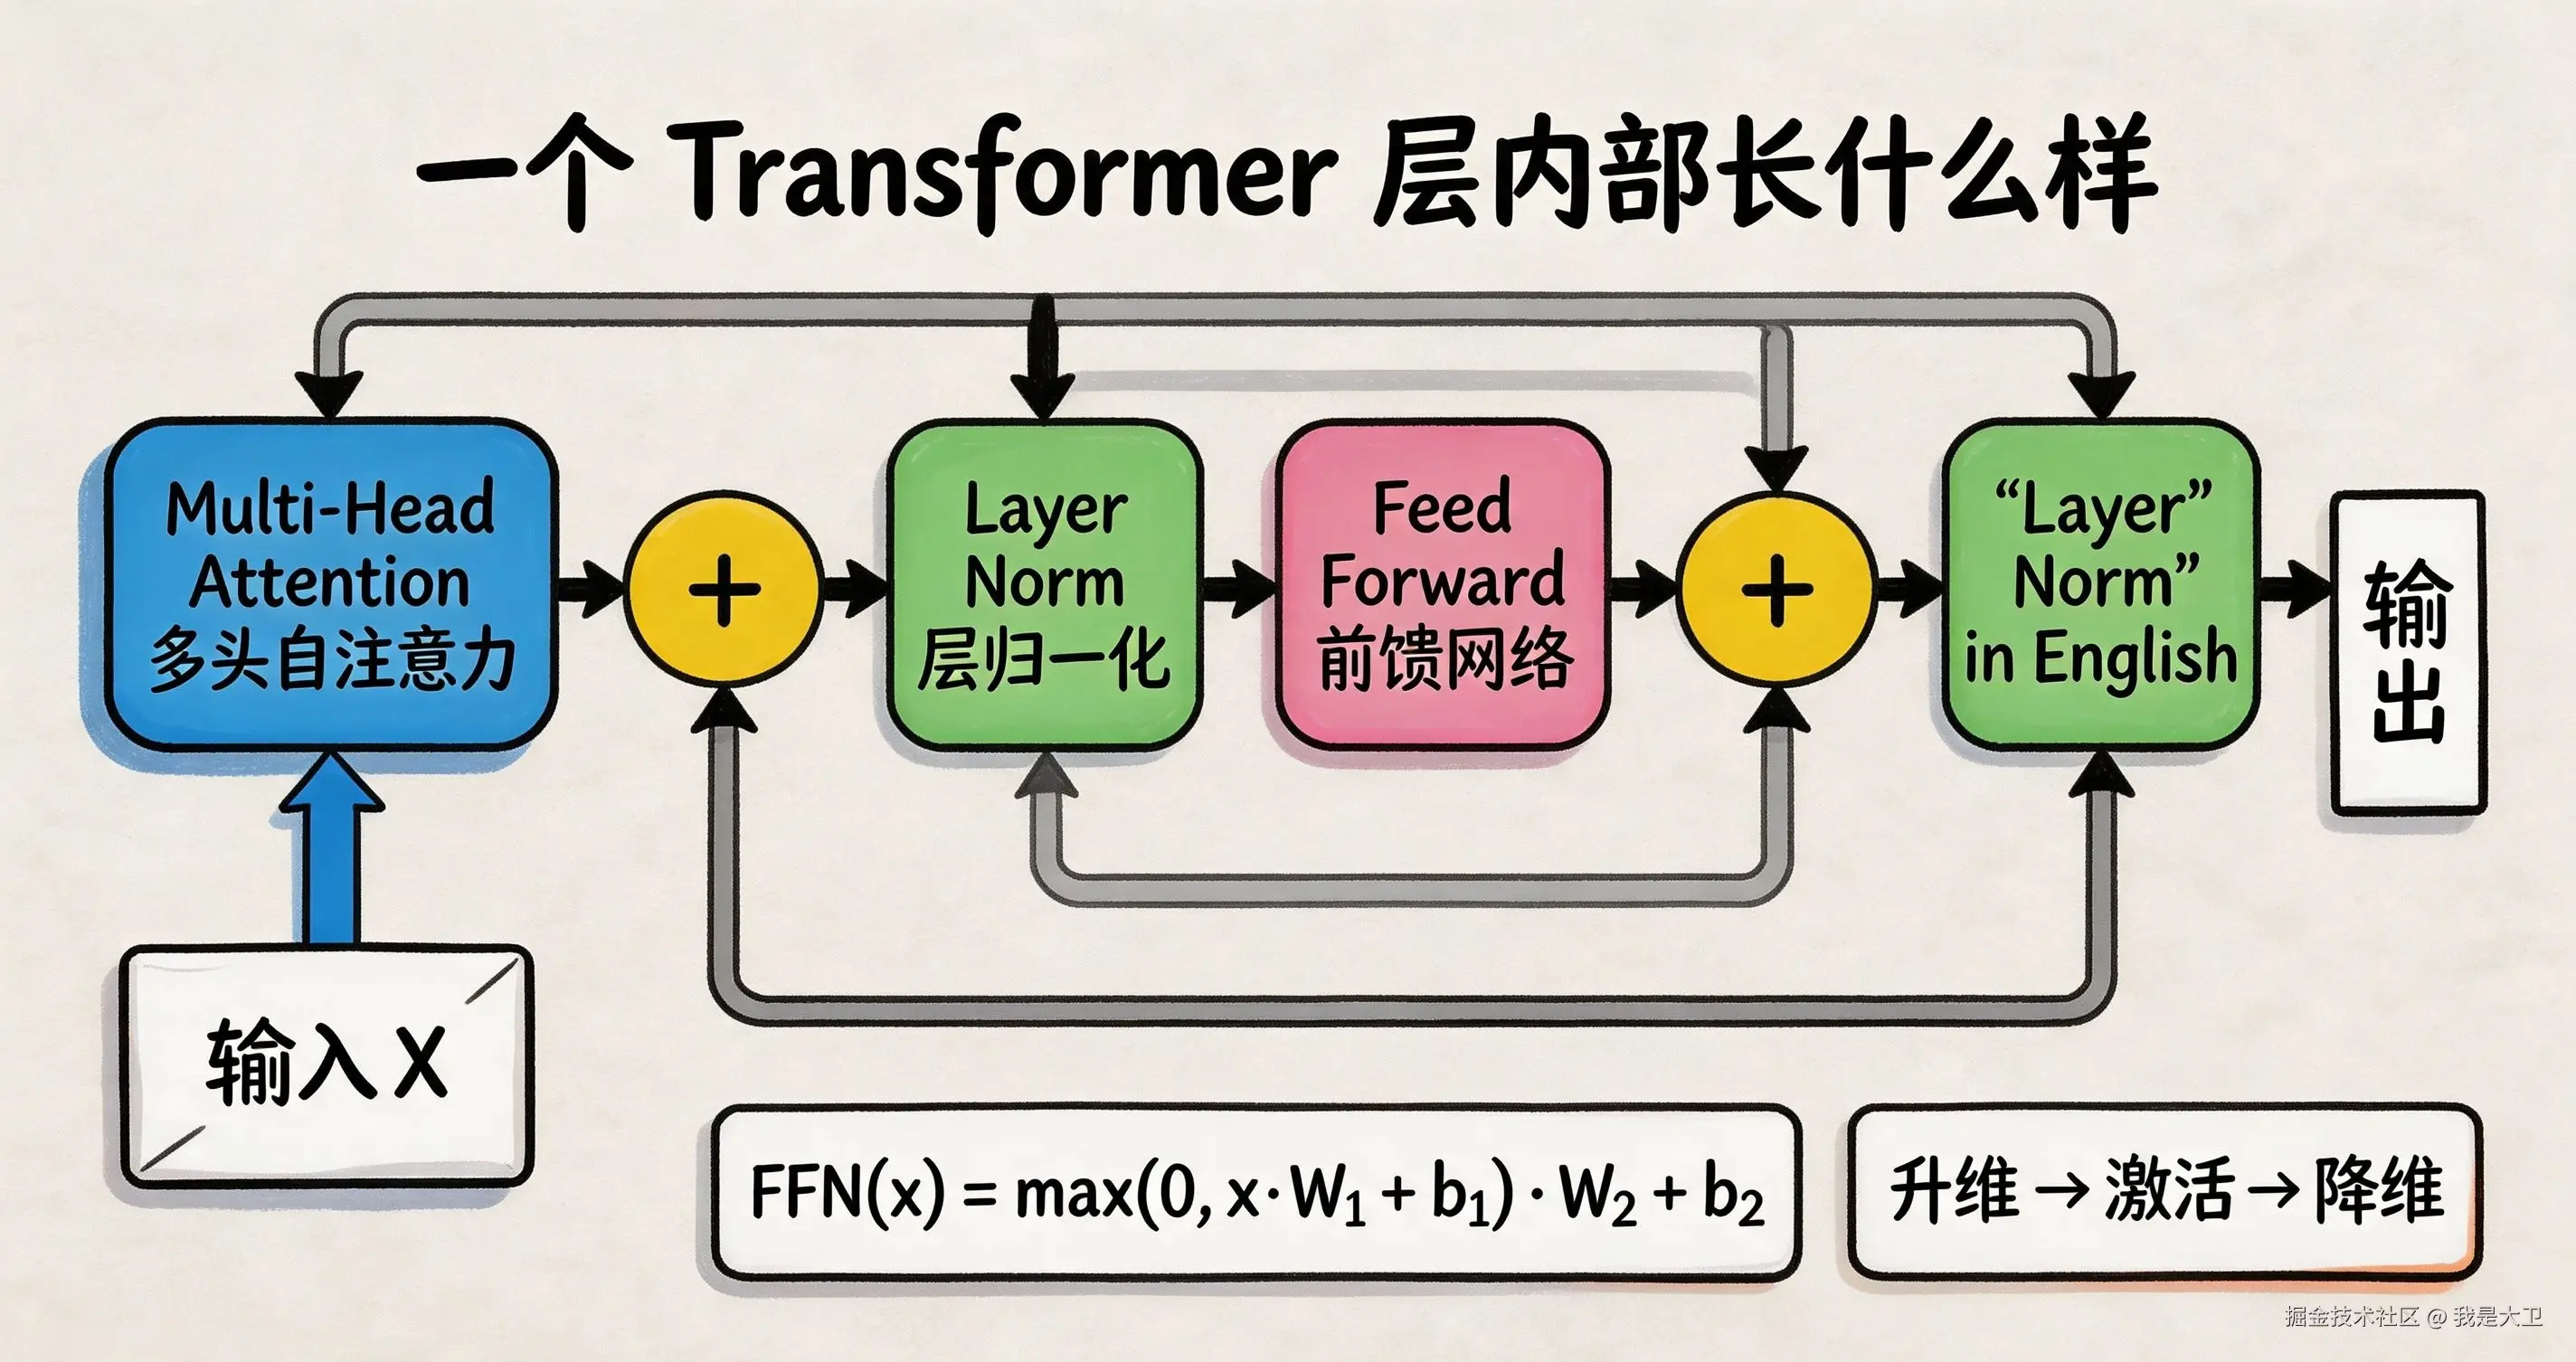 一个 Transformer 层内部长什么样
Multi-Head
Attention
多头自注意力
+
Layer
Norm
层归一化
Feed
Forward
前馈网络
+
“Layer”
Norm”
in English
输
出
输入 X
FFN(x) = max(0, x·W₁ + b₁) · W₂ + b₂
升维 → 激活 → 降维
掘金技术社区 @ 我是大卫